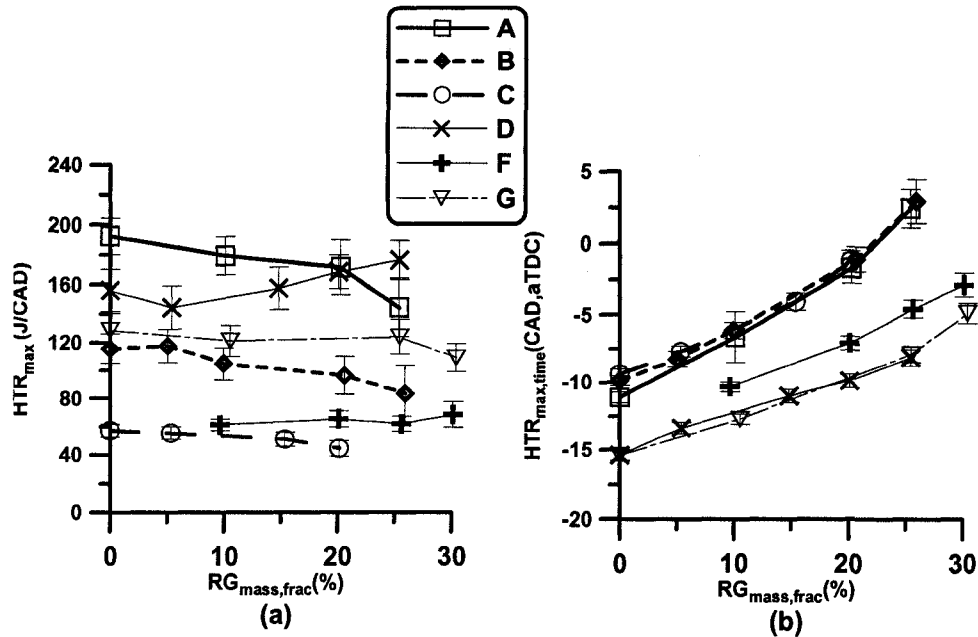 A
B
C
D
F
G
240
200
160
120
80
40
0
HTRmax (J/CAD)
0
10
20
30
RGmass,frac(%)
(a)
5
0
-5
-10
-15
-20
HTRmax,time(CAD,aTDC)
0
10
20
30
RGmass,frac(%)
(b)